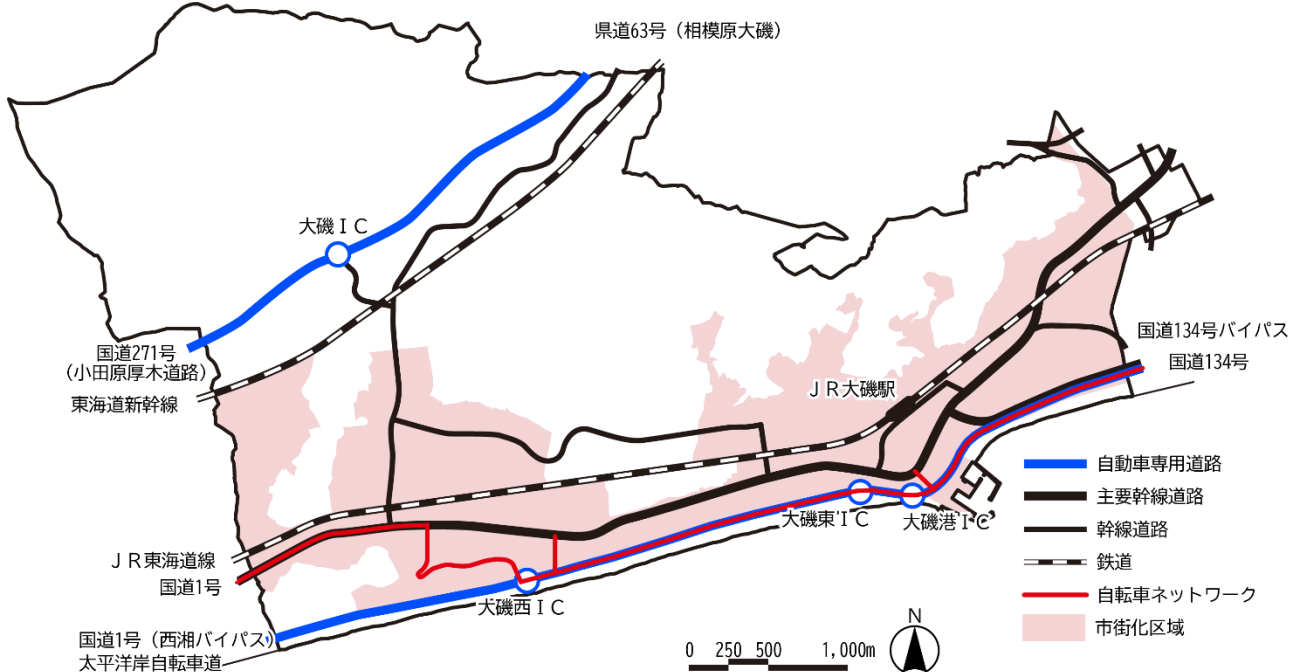 県道63号（相模原大磯）
大磯ＩＣ
国道271号
（小田原厚木道路）
東海道新幹線
国道134号バイパス
国道134号
ＪＲ大磯駅
自動車専用道路
主要幹線道路
幹線道路
鉄道
自転車ネットワーク
市街化区域
大磯東ＩＣ
大磯港ＩＣ
ＪＲ東海道線
国道1号
大磯西ＩＣ
国道1号（西湘バイパス）
太平洋岸自転車道
0 250 500 1,000m
N